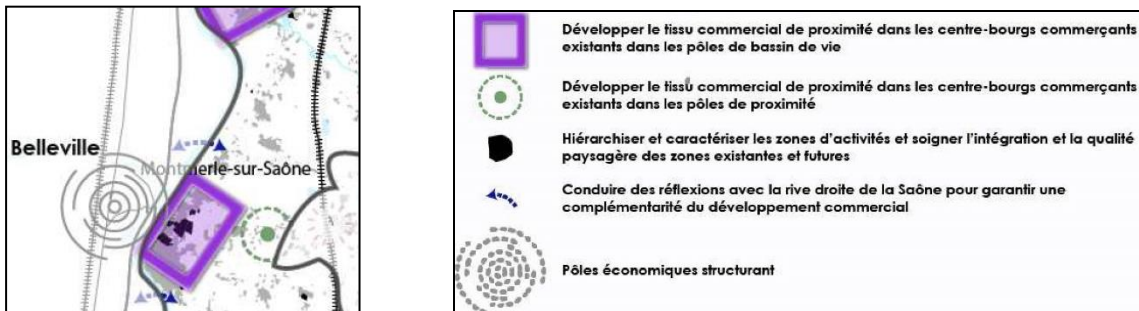 Belleville
Montmerle-sur-Saône
Développer le tissu commercial de proximité dans les centre-bourgs commerçants
existants dans les pôles de bassin de vie
Développer le tissu commercial de proximité dans les centre-bourgs commerçants
existants dans les pôles de proximité
Hiérarchiser et caractériser les zones d'activités et soigner l'intégration et la qualité
paysagère des zones existantes et futures
Conduire des réflexions avec la rive droite de la Saône pour garantir une
complémentarité du développement commercial
Pôles économiques structurant